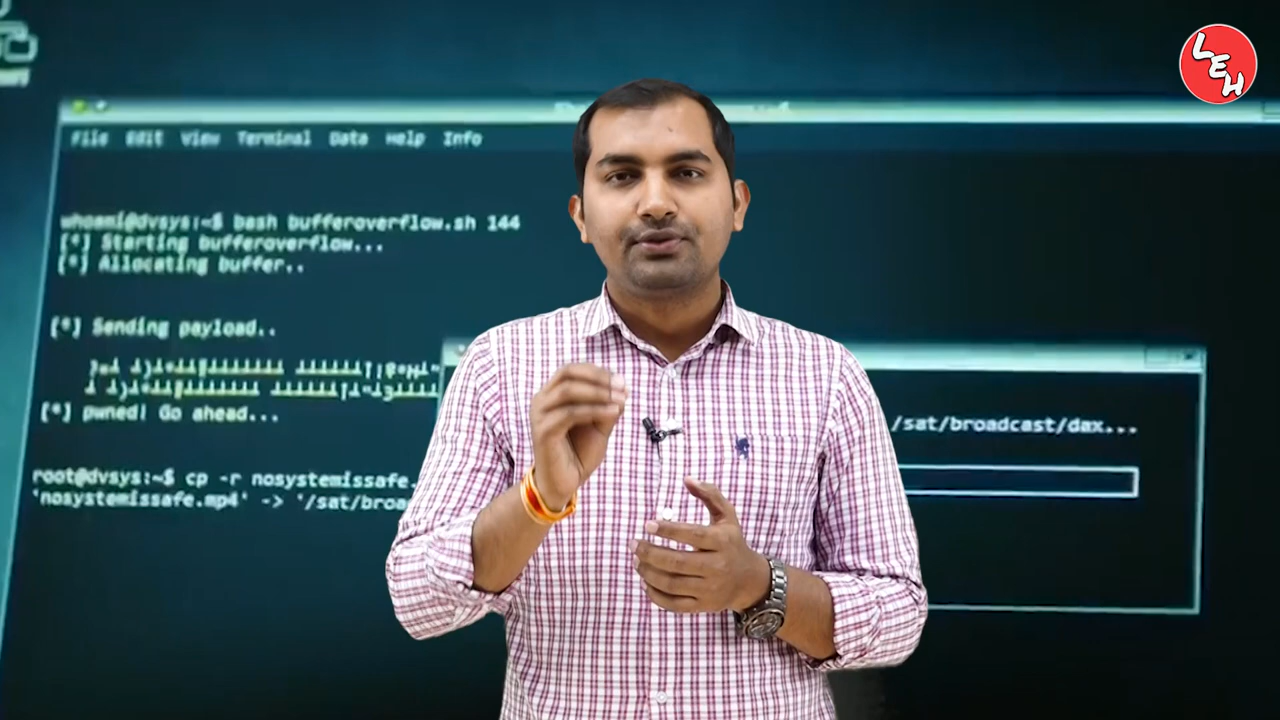 LEH
File Edit View Terminal Data Help Info
whoami@dvsys:~$ bash bufferoverflow.sh 144
[*] Starting bufferoverflow...
[*] Allocating buffer..
[*] Sending payload..
[*] pwned! Go ahead...
/sat/broadcast/dax...
root@dvsys:~$ cp -r nosystemissafe.
'nosystemissafe.mp4' -> '/sat/broa